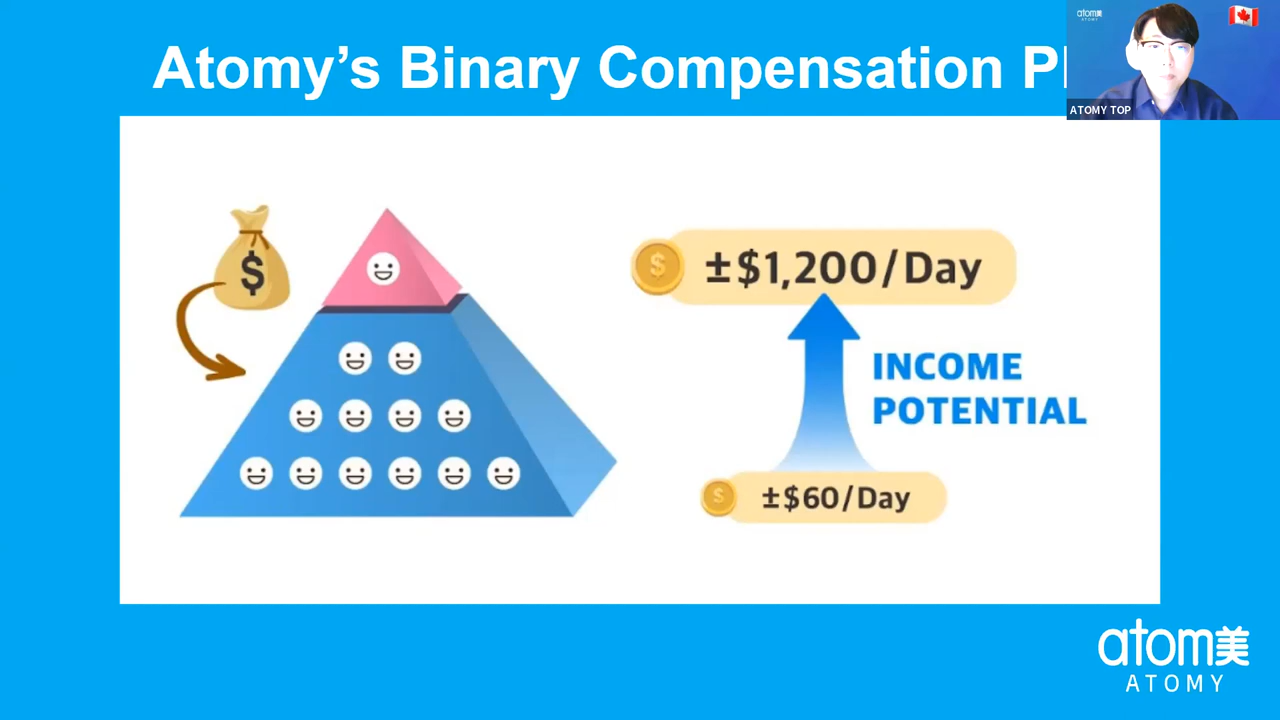 Atomy's Binary Compensation Pl
atom美
ATOMY
ATOMY TOP
$
$
±$1,200/Day
INCOME
POTENTIAL
$
±$60/Day
atom美
ATOMY